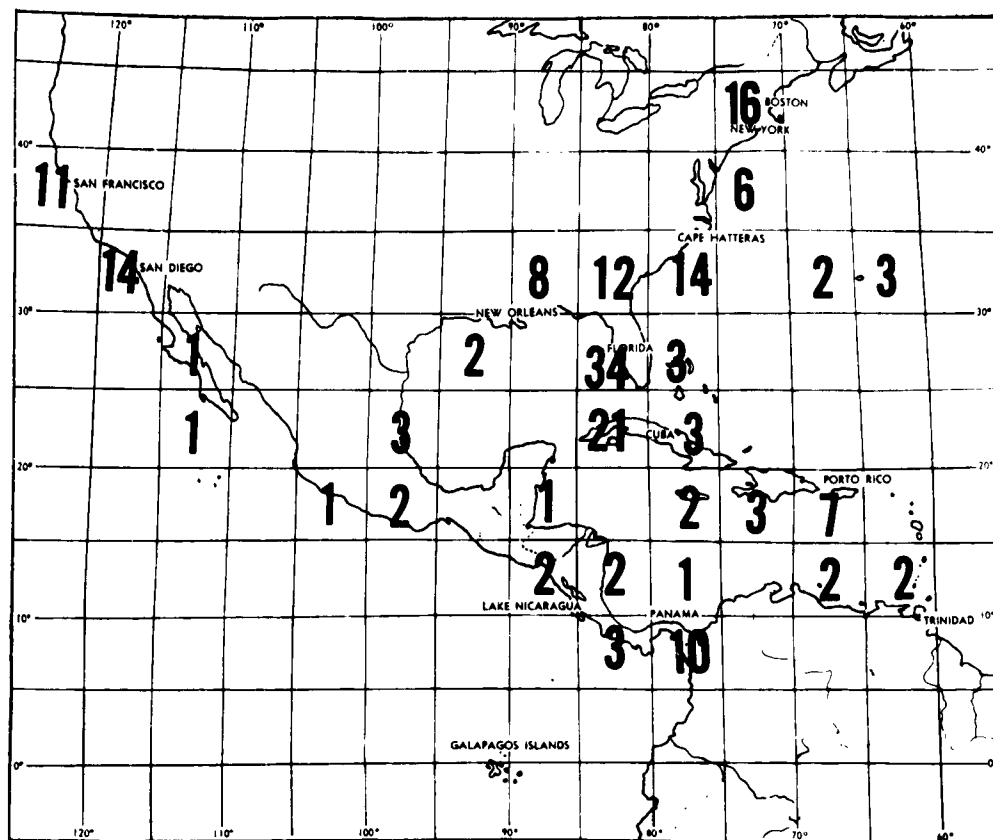 120° 110° 100° 90° 80° 70° 60°
16 BOSTON
NEW YORK
40° 40°
11 SAN FRANCISCO
6
CAPE HATTERAS
14 SAN DIEGO 8 12 14 2 3
30° NEW ORLEANS 30°
1 2 FLORIDA
34 3
1 3 21 CUBA 3
20° 20°
PORTO RICO
1 2 1 2 3 7
2 2 1 2 2
LAKE NICARAGUA PANAMA
10° TRINIDAD 10°
3 10
GALAPAGOS ISLANDS
0° 0°
120° 110° 100° 90° 80° 70° 60°